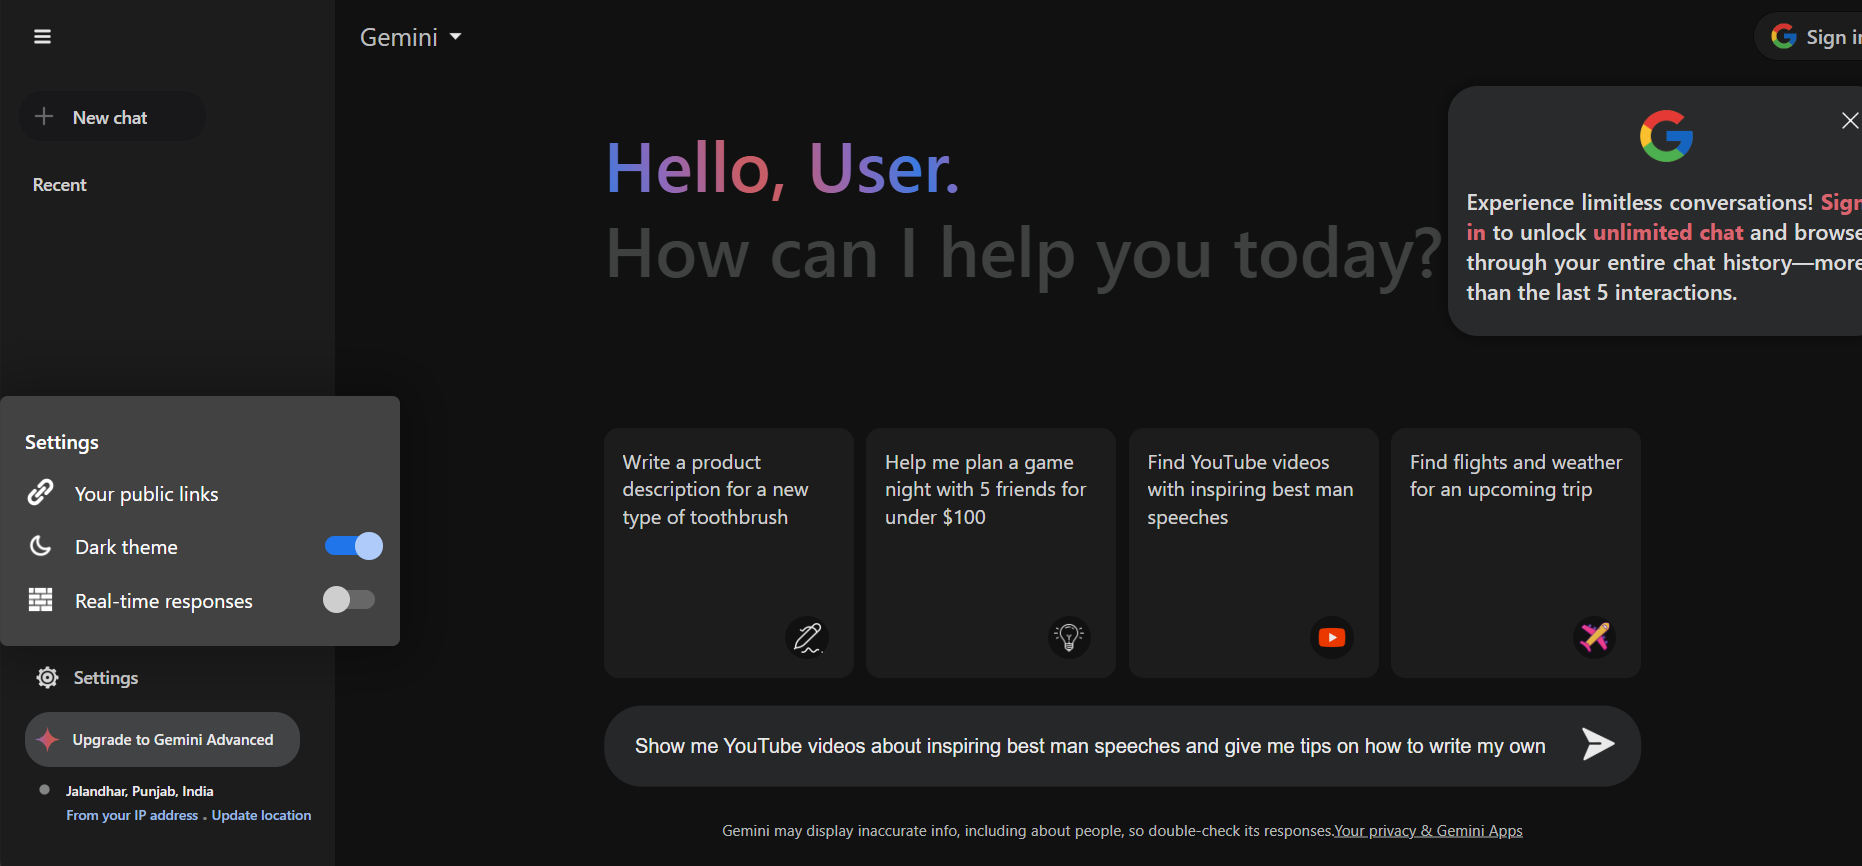 Gemini
Sign in
New chat
Recent
Hello, User.
How can I help you today?
Experience limitless conversations! Sign
in to unlock unlimited chat and browse
through your entire chat history—more
than the last 5 interactions.
Settings
Your public links
Dark theme
Real-time responses
Write a product
description for a new
type of toothbrush
Help me plan a game
night with 5 friends for
under $100
Find YouTube videos
with inspiring best man
speeches
Find flights and weather
for an upcoming trip
Settings
Upgrade to Gemini Advanced
Jalandhar, Punjab, India
From your IP address . Update location
Show me YouTube videos about inspiring best man speeches and give me tips on how to write my own
Gemini may display inaccurate info, including about people, so double-check its responses.Your privacy & Gemini Apps